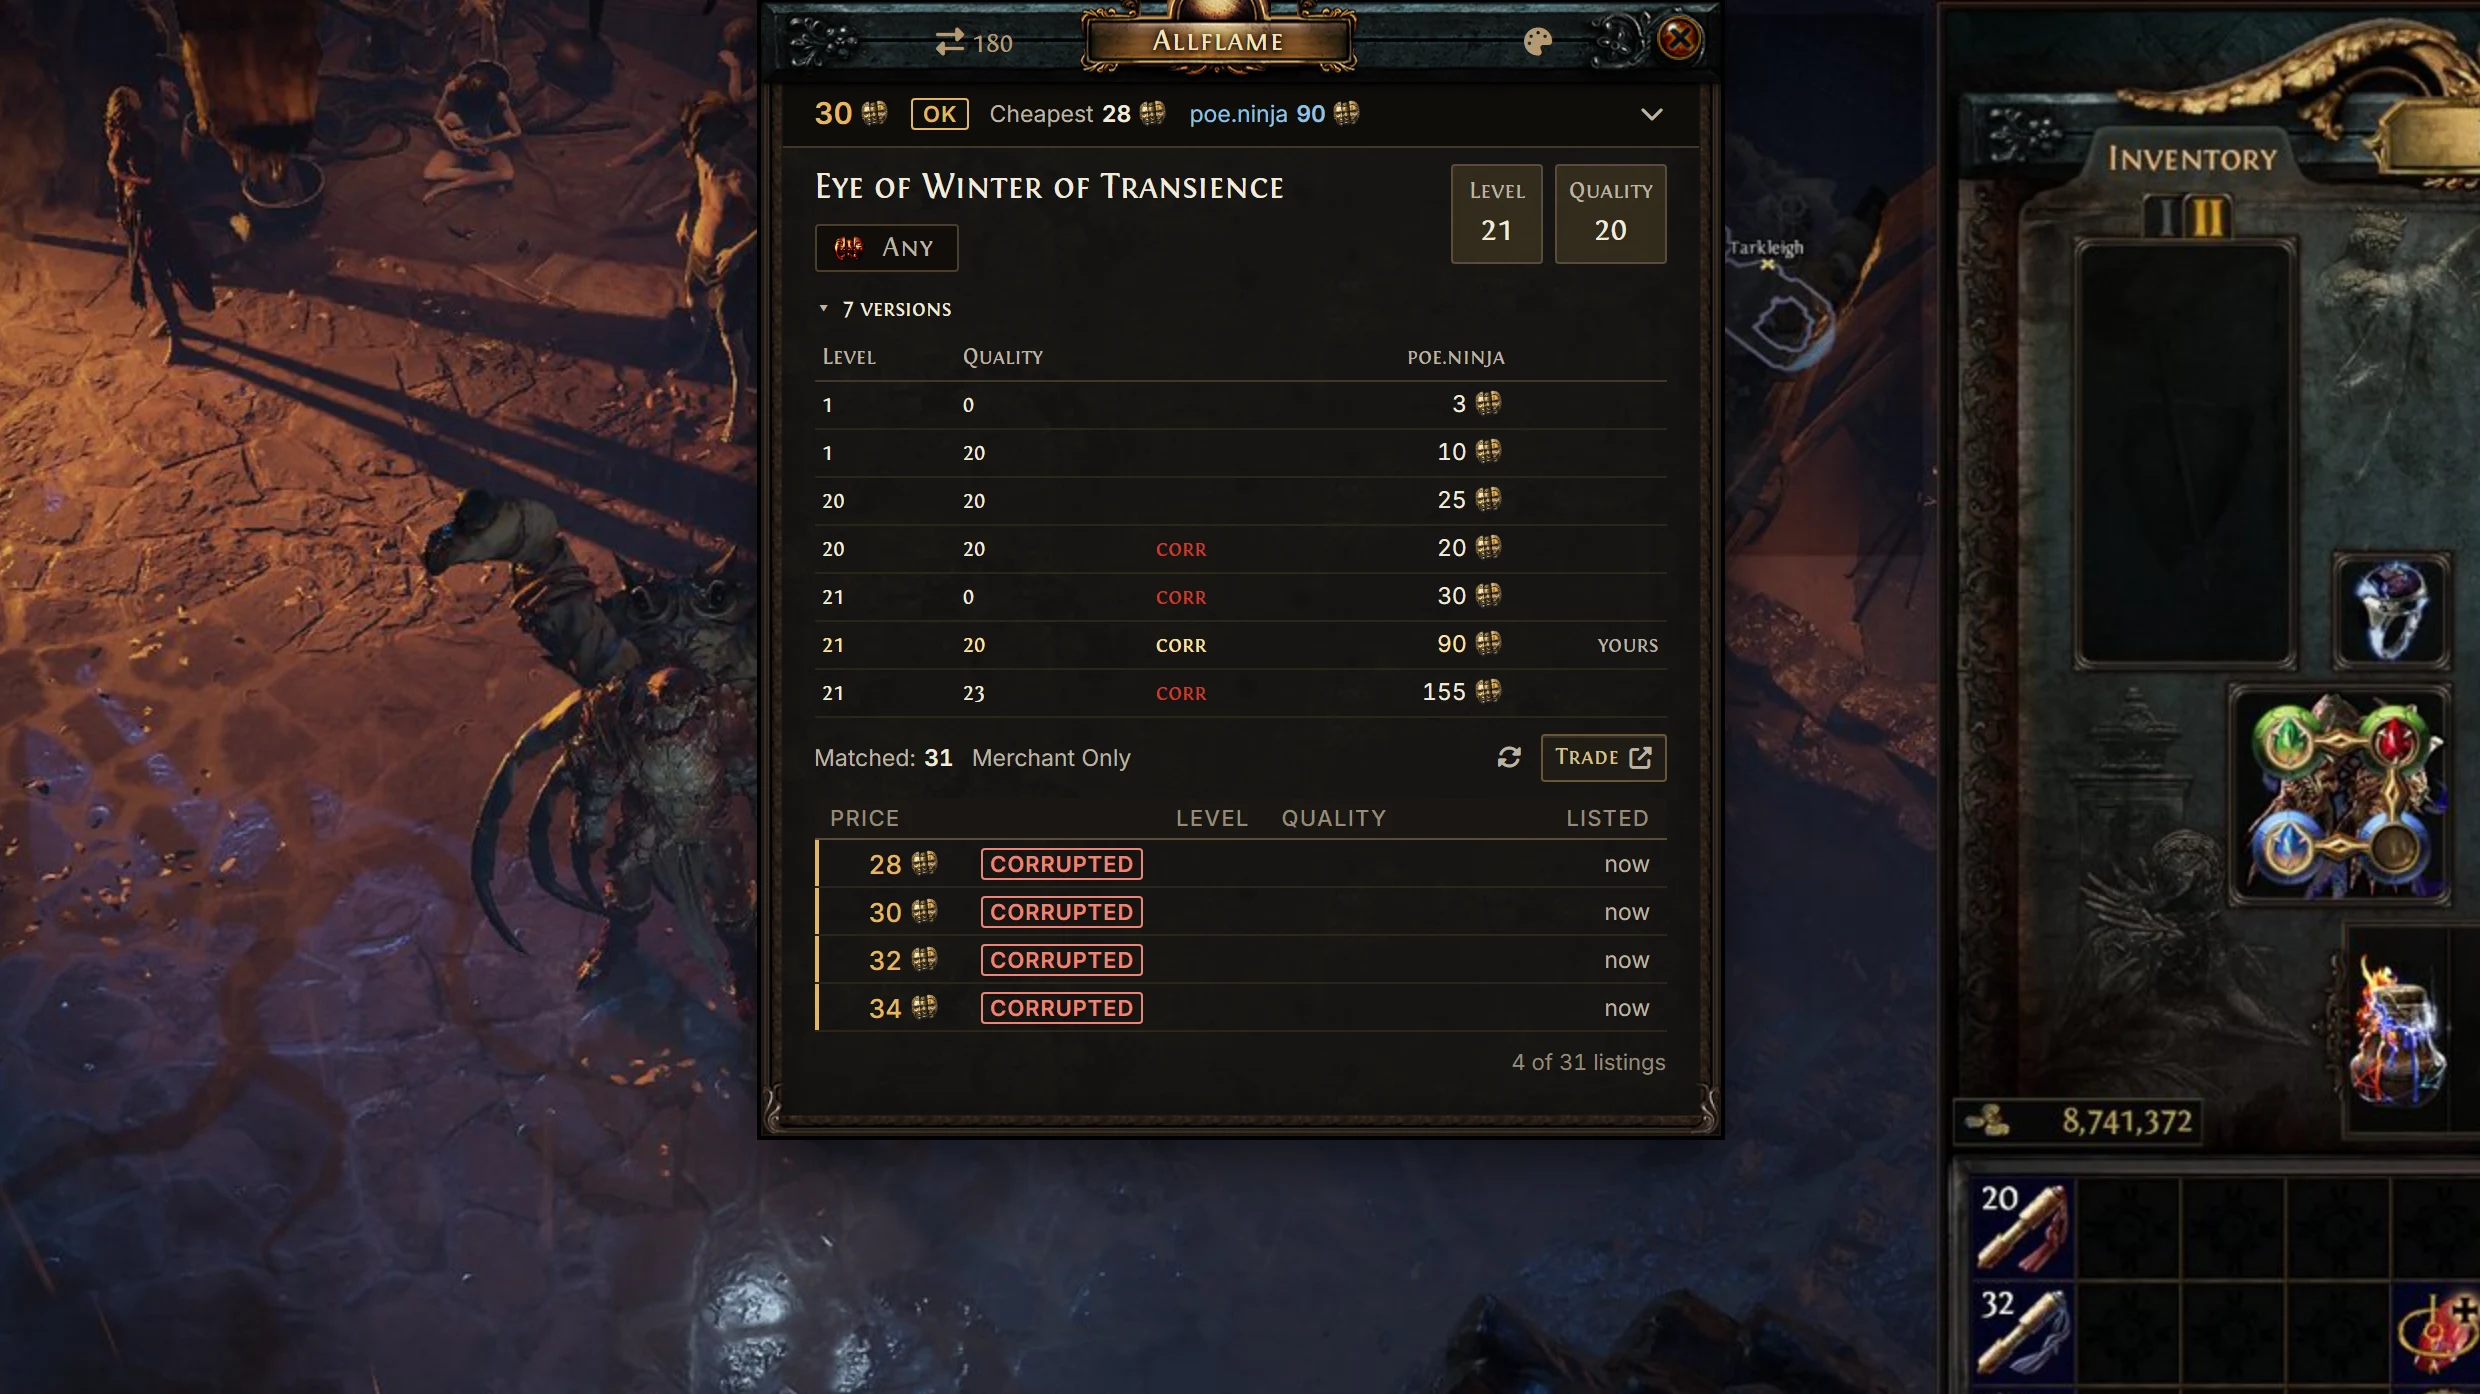 180 ALLFLAME
30 OK Cheapest 28 poe.ninja 90
EYE OF WINTER OF TRANSIENCE
LEVEL 21
QUALITY 20
ANY
7 VERSIONS
LEVEL QUALITY POE.NINJA
1 0 3
1 20 10
20 20 25
20 20 CORR 20
21 0 CORR 30
21 20 CORR 90 YOURS
21 23 CORR 155
Matched: 31 Merchant Only TRADE
PRICE LEVEL QUALITY LISTED
28 CORRUPTED now
30 CORRUPTED now
32 CORRUPTED now
34 CORRUPTED now
4 of 31 listings
Tarkleigh
INVENTORY
I II
8,741,372
20
32